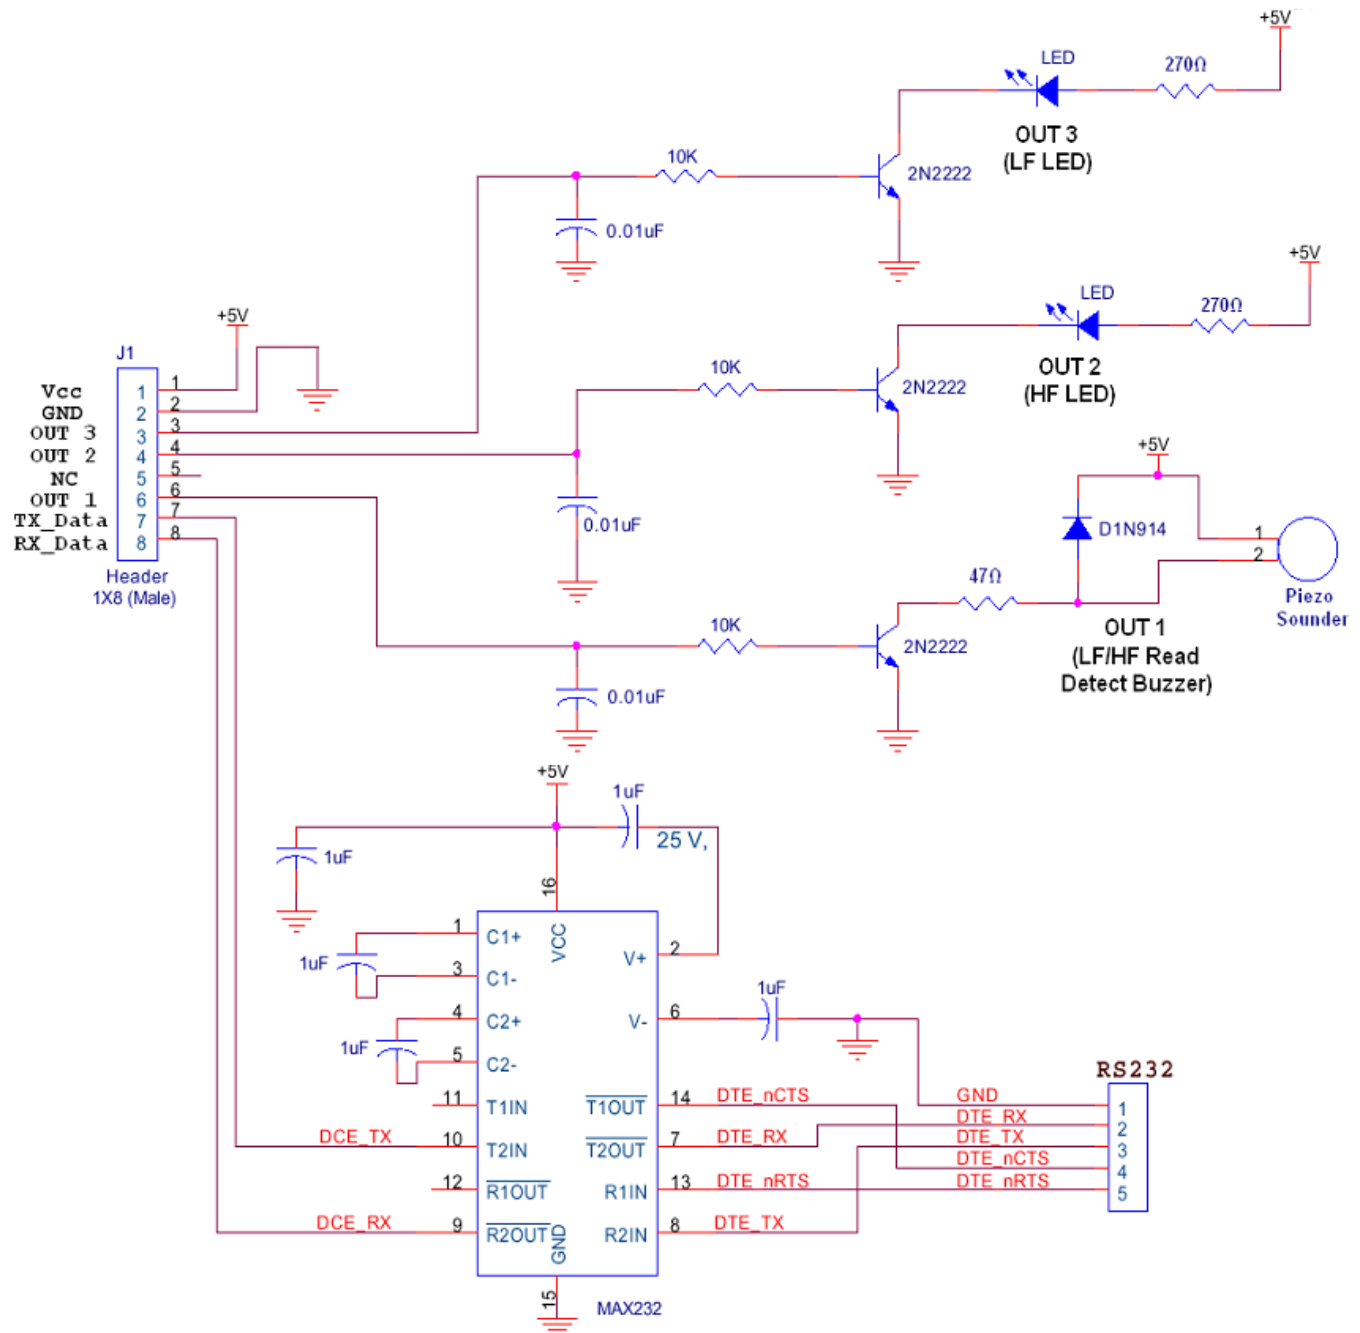 +5V
LED
270Ω
OUT 3
(LF LED)
10K
2N2222
0.01uF
+5V
LED
270Ω
OUT 2
(HF LED)
10K
2N2222
0.01uF
+5V
J1
Vcc 1 1
GND 2 2
OUT 3 3 3
OUT 2 4 4
NC 5 5
OUT 1 6 6
TX_Data 7 7
RX_Data 8 8
Header
1X8 (Male)
+5V
D1N914
1
2
Piezo
Sounder
47Ω
OUT 1
(LF/HF Read
Detect Buzzer)
10K
2N2222
0.01uF
+5V
1uF
25 V,
1uF
16
VCC
1 C1+
1uF
3 C1-
4 C2+
1uF
5 C2-
11 T1IN
DCE_TX 10 T2IN
12 R1OUT
DCE_RX 9 R2OUT
GND
15
MAX232
V+ 2
V- 6
1uF
T1OUT 14 DTE_nCTS
T2OUT 7 DTE_RX
R1IN 13 DTE_nRTS
R2IN 8 DTE_TX
RS232
GND 1
DTE_RX 2
DTE_TX 3
DTE_nCTS 4
DTE_nRTS 5